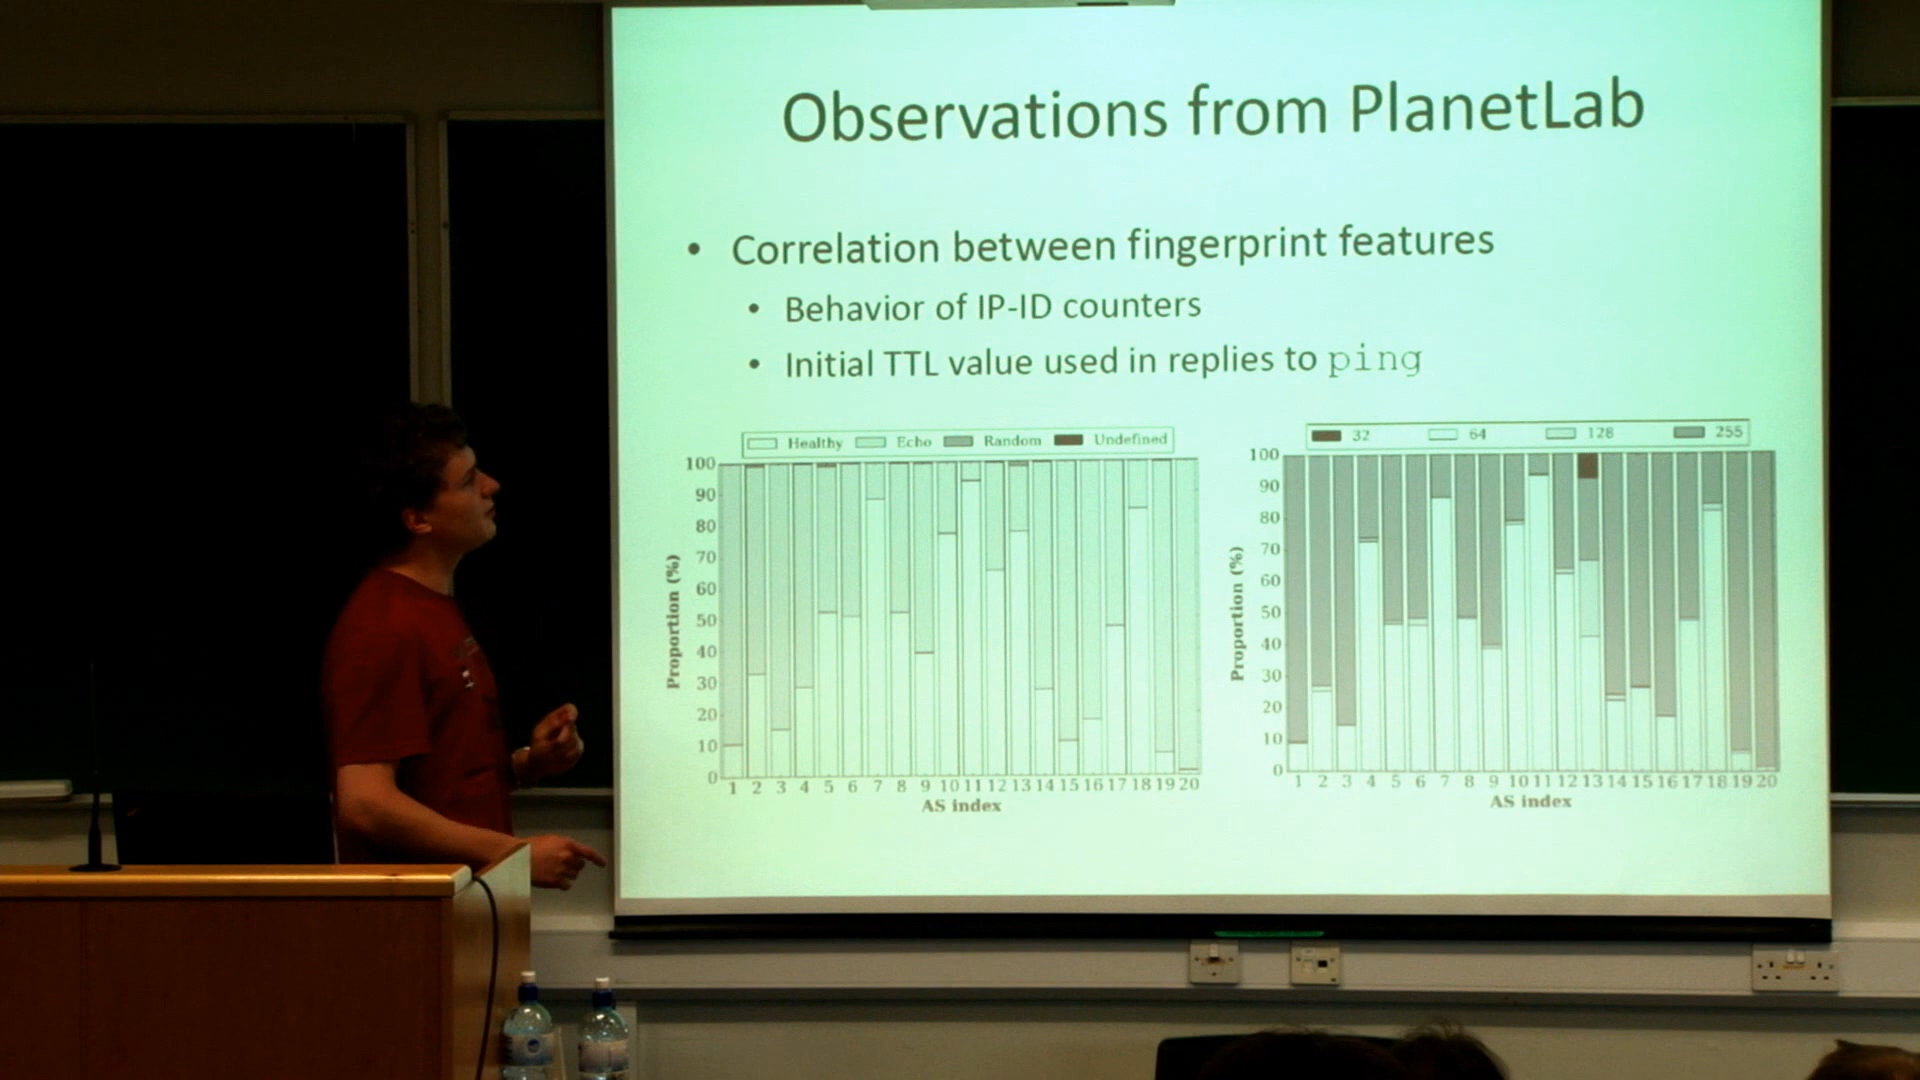 Observations from PlanetLab
• Correlation between fingerprint features
• Behavior of IP-ID counters
• Initial TTL value used in replies to ping
Healthy Echo Random Undefined
100
90
80
70
60
50
40
30
20
10
0
Proportion (%)
1 2 3 4 5 6 7 8 9 10 11 12 13 14 15 16 17 18 19 20
AS index
32 64 128 255
100
90
80
70
60
50
40
30
20
10
0
Proportion (%)
1 2 3 4 5 6 7 8 9 10 11 12 13 14 15 16 17 18 19 20
AS index